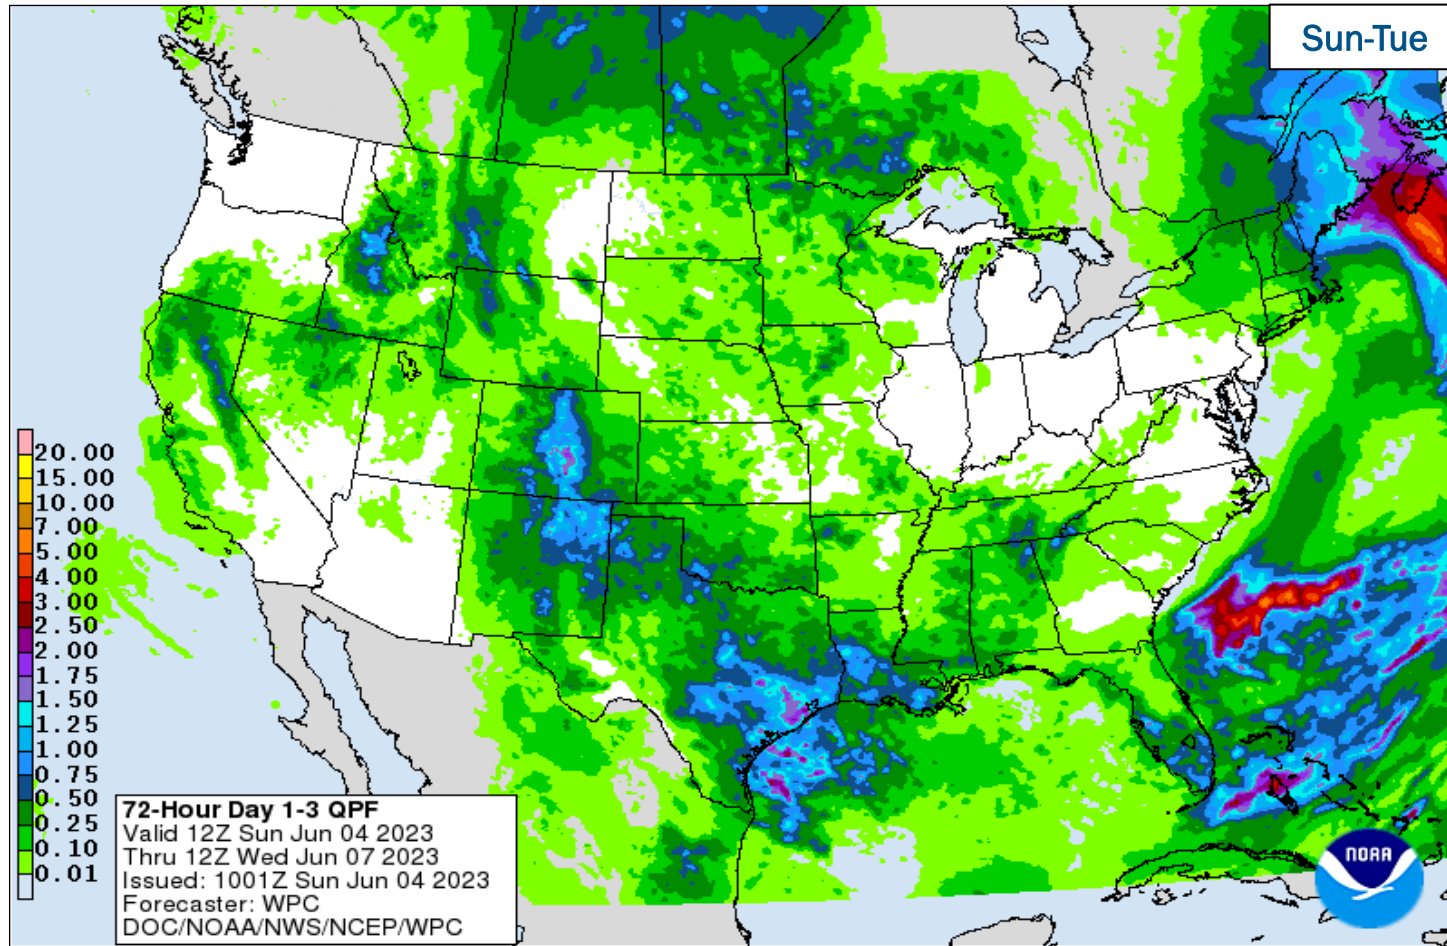 Sun-Tue
20.00
15.00
10.00
7.00
5.00
4.00
3.00
2.50
2.00
1.75
1.50
1.25
1.00
0.75
0.50
0.25
0.10
0.01
72-Hour Day 1-3 QPF
Valid 12Z Sun Jun 04 2023
Thru 12Z Wed Jun 07 2023
Issued: 1001Z Sun Jun 04 2023
Forecaster: WPC
DOC/NOAA/NWS/NCEP/WPC
NOAA